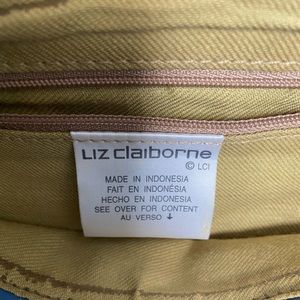 LIZ claiborne
© LCI
MADE IN INDONESIA
FAIT EN INDONÉSIA
HECHO EN INDONESIA
SEE OVER FOR CONTENT
AU VERSO ↓